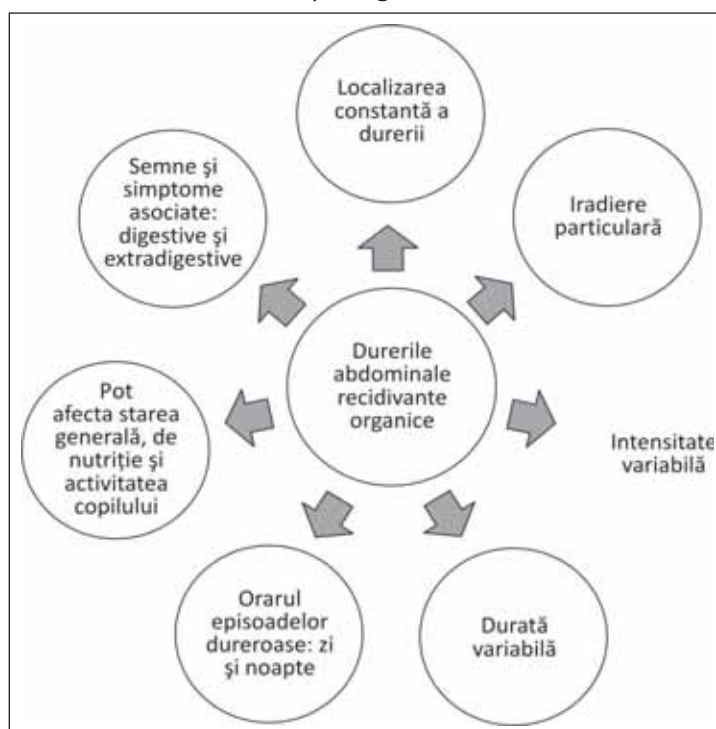 Localizarea
constantă a
durerii
Iradiere
particulară
Intensitate
variabilă
Durată
variabilă
Orarul
episoadelor
dureroase: zi
şi noapte
Pot
afecta starea
generală, de
nutriţie şi
activitatea
copilului
Semne şi
simptome
asociate:
digestive şi
extradigestive
Durerile
abdominale
recidivante
organice